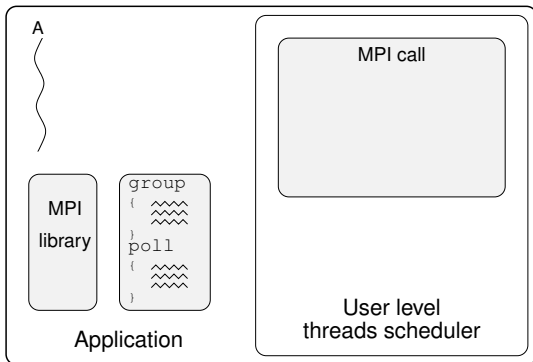 A
MPI call
MPI
library
group
{
}
poll
{
}
Application
User level
threads scheduler